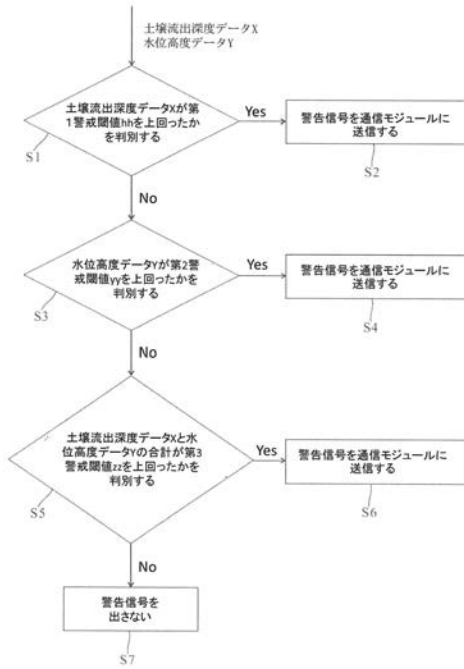 土壌流出深度データX
水位高度データY
土壌流出深度データXが第
1警戒閾値hhを上回ったか
を判別する
Yes
警告信号を通信モジュールに
送信する
S1
S2
No
水位高度データYが第2警
戒閾値yyを上回ったかを
判別する
Yes
警告信号を通信モジュールに
送信する
S3
S4
No
土壌流出深度データXと水
位高度データYの合計が第3
警戒閾値zzを上回ったかを
判別する
Yes
警告信号を通信モジュールに
送信する
S5
S6
No
警告信号を
出さない
S7